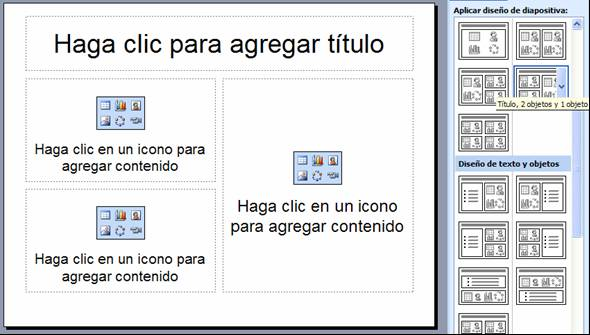 Haga clic para agregar título
Haga clic en un icono para
agregar contenido
Haga clic en un icono para
agregar contenido
Haga clic en un icono
para agregar contenido
Aplicar diseño de diapositiva:
Título, 2 objetos y 1 objeto
Diseño de texto y objetos